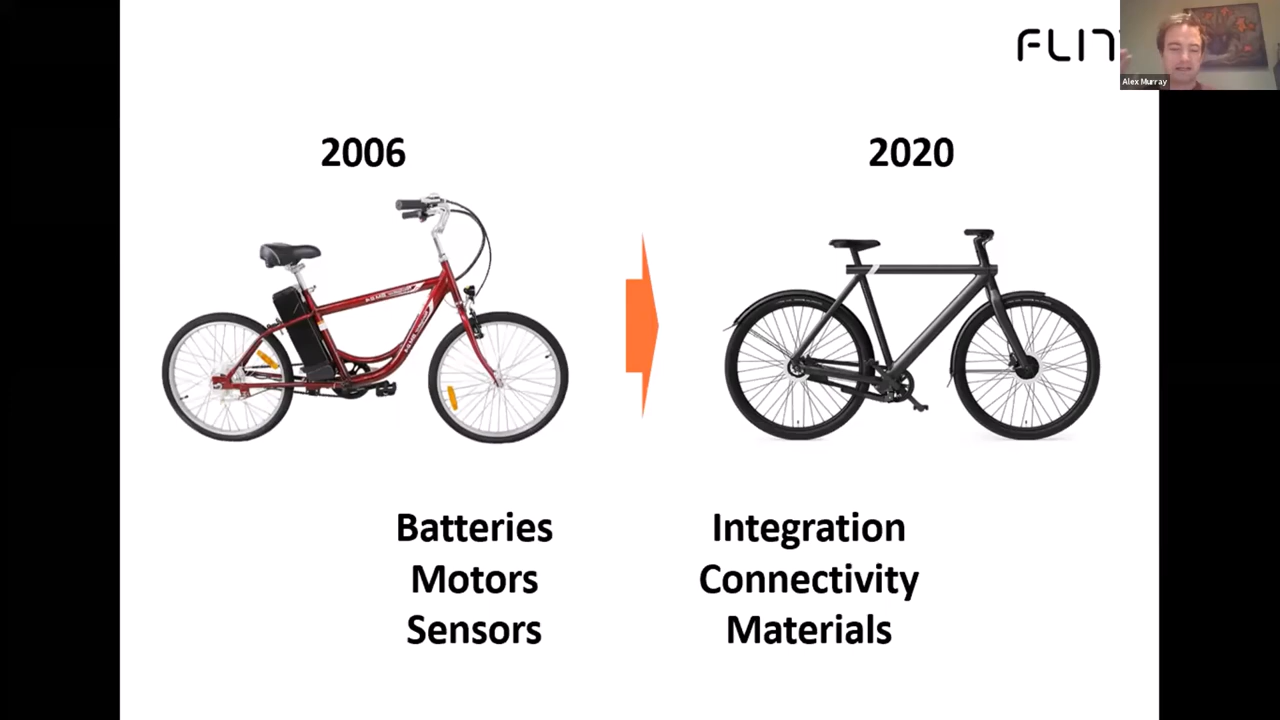 FLIT
Alex Murray
2006
2020
Batteries
Motors
Sensors
Integration
Connectivity
Materials